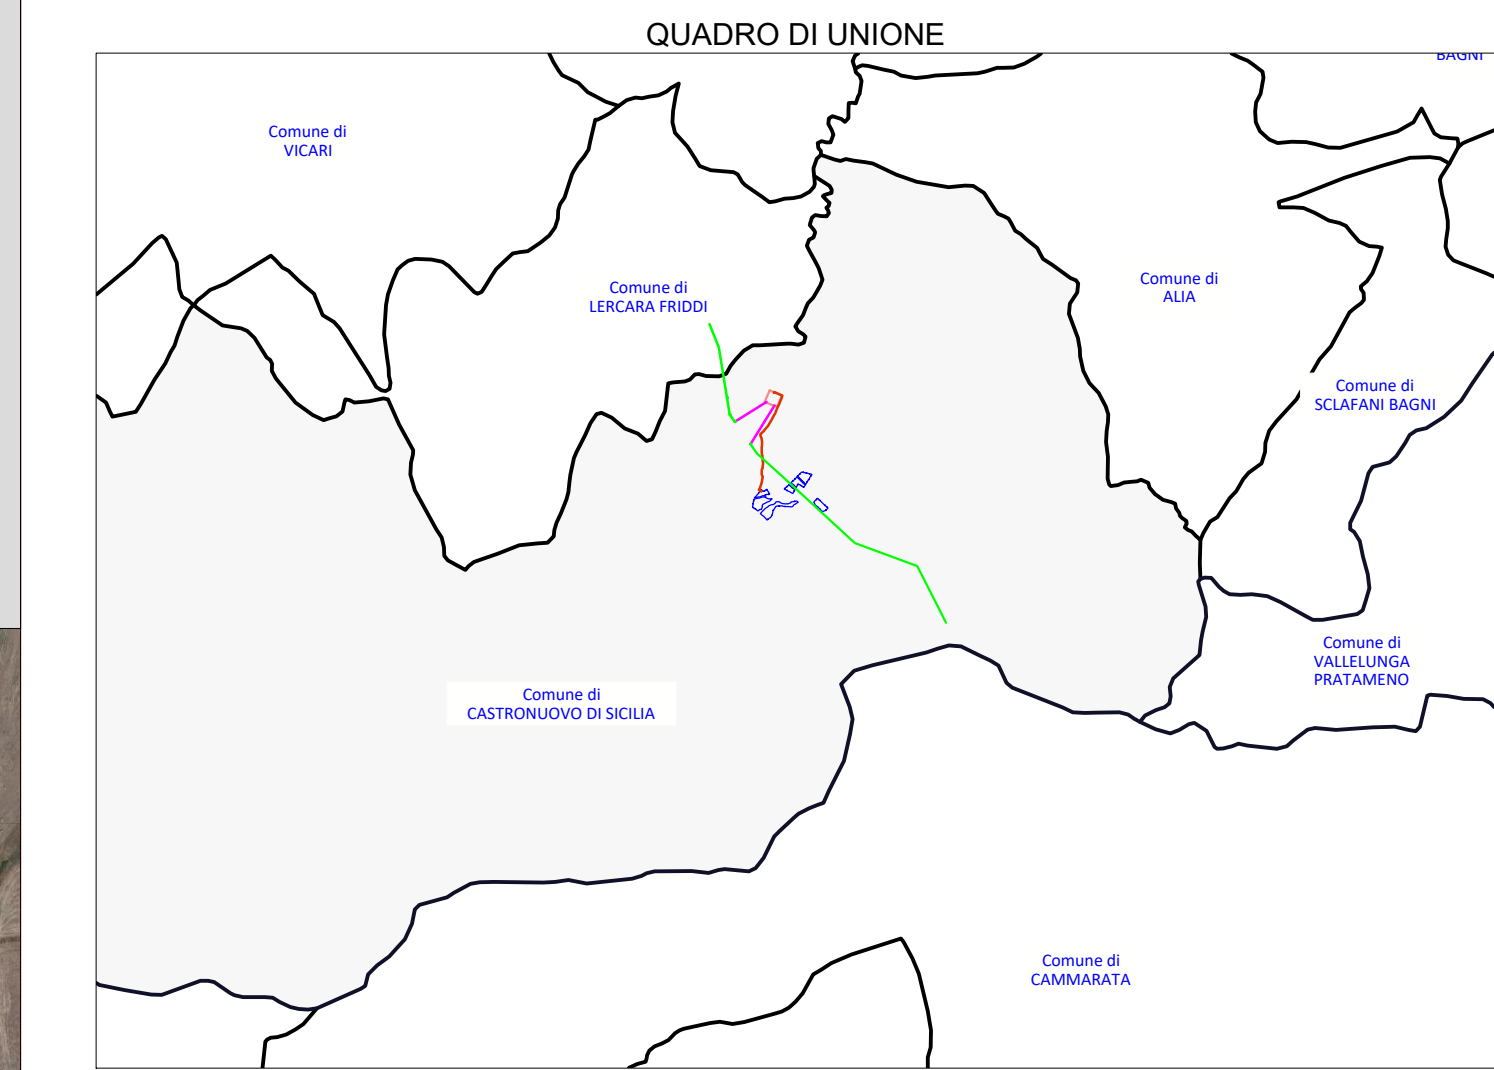 QUADRO DI UNIONE
BAGNI
Comune di
VICARI
Comune di
LERCARA FRIDDI
Comune di
ALIA
Comune di
SCLAFANI BAGNI
Comune di
VALLELUNGA
PRATAMENO
Comune di
CASTRONUOVO DI SICILIA
Comune di
CAMMARATA